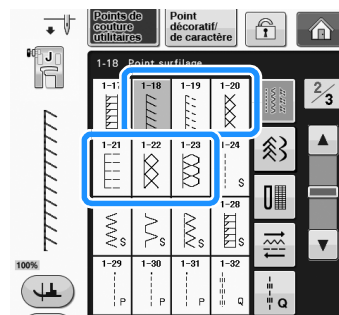 Points de
couture
utilitaires
Point
décoratif/
de caractère
J
1-18 Point surfilage
1-17 1-18 1-19 1-20
2/3
1-21 1-22 1-23 1-24
S
1-28
S S S S
100%
1-29 1-30 1-31 1-32
P P P Q
Q